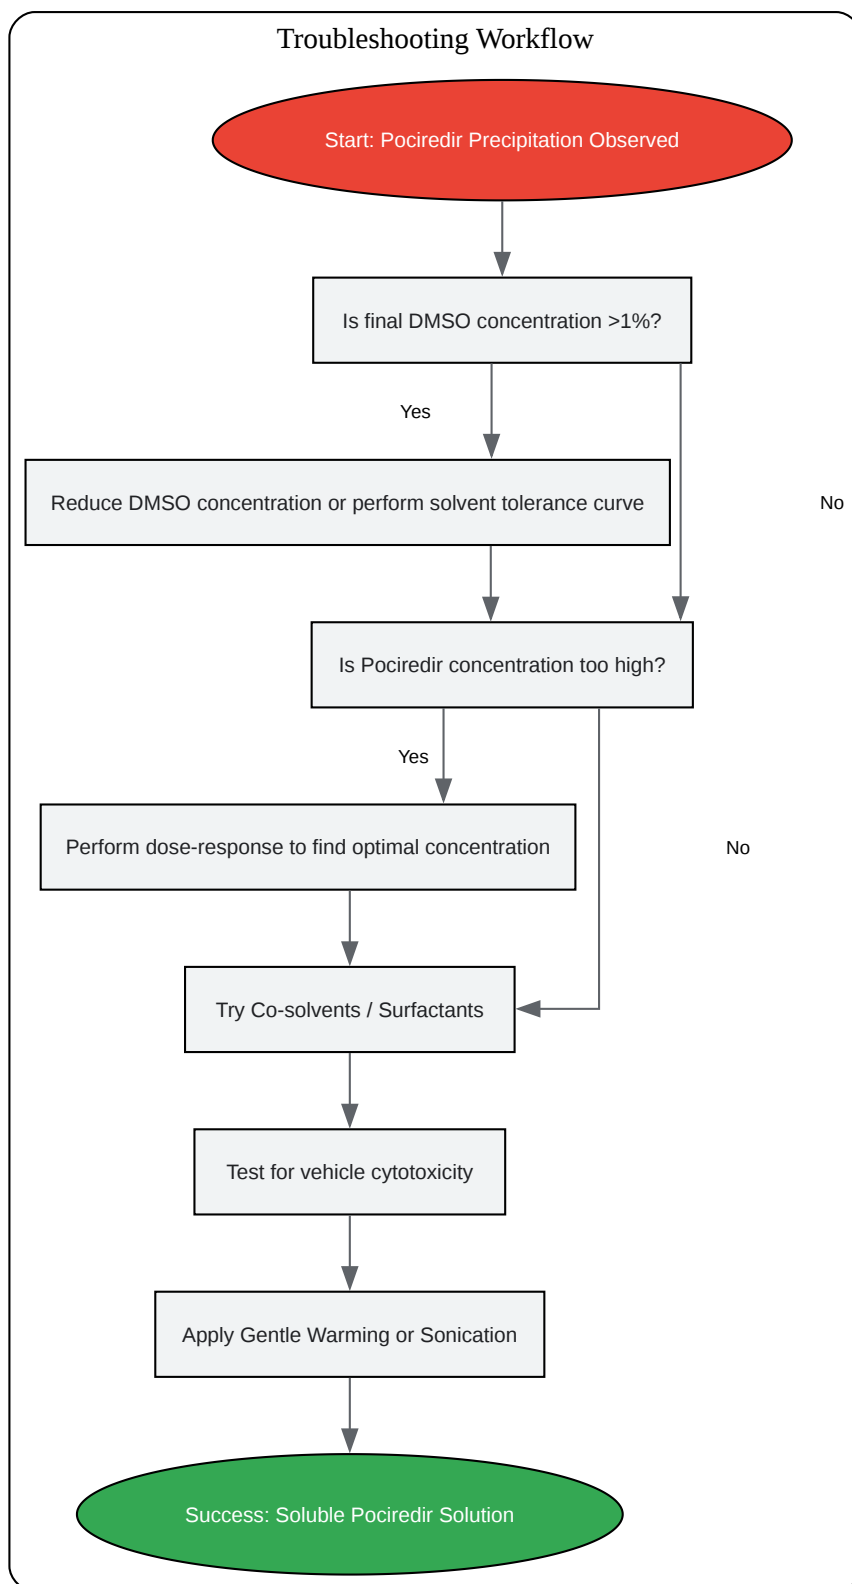 Troubleshooting Workflow
Start: Pociredir Precipitation Observed
Is final DMSO concentration >1%?
Yes
Reduce DMSO concentration or perform solvent tolerance curve
No
Is Pociredir concentration too high?
Yes
Perform dose-response to find optimal concentration
No
Try Co-solvents / Surfactants
Test for vehicle cytotoxicity
Apply Gentle Warming or Sonication
Success: Soluble Pociredir Solution